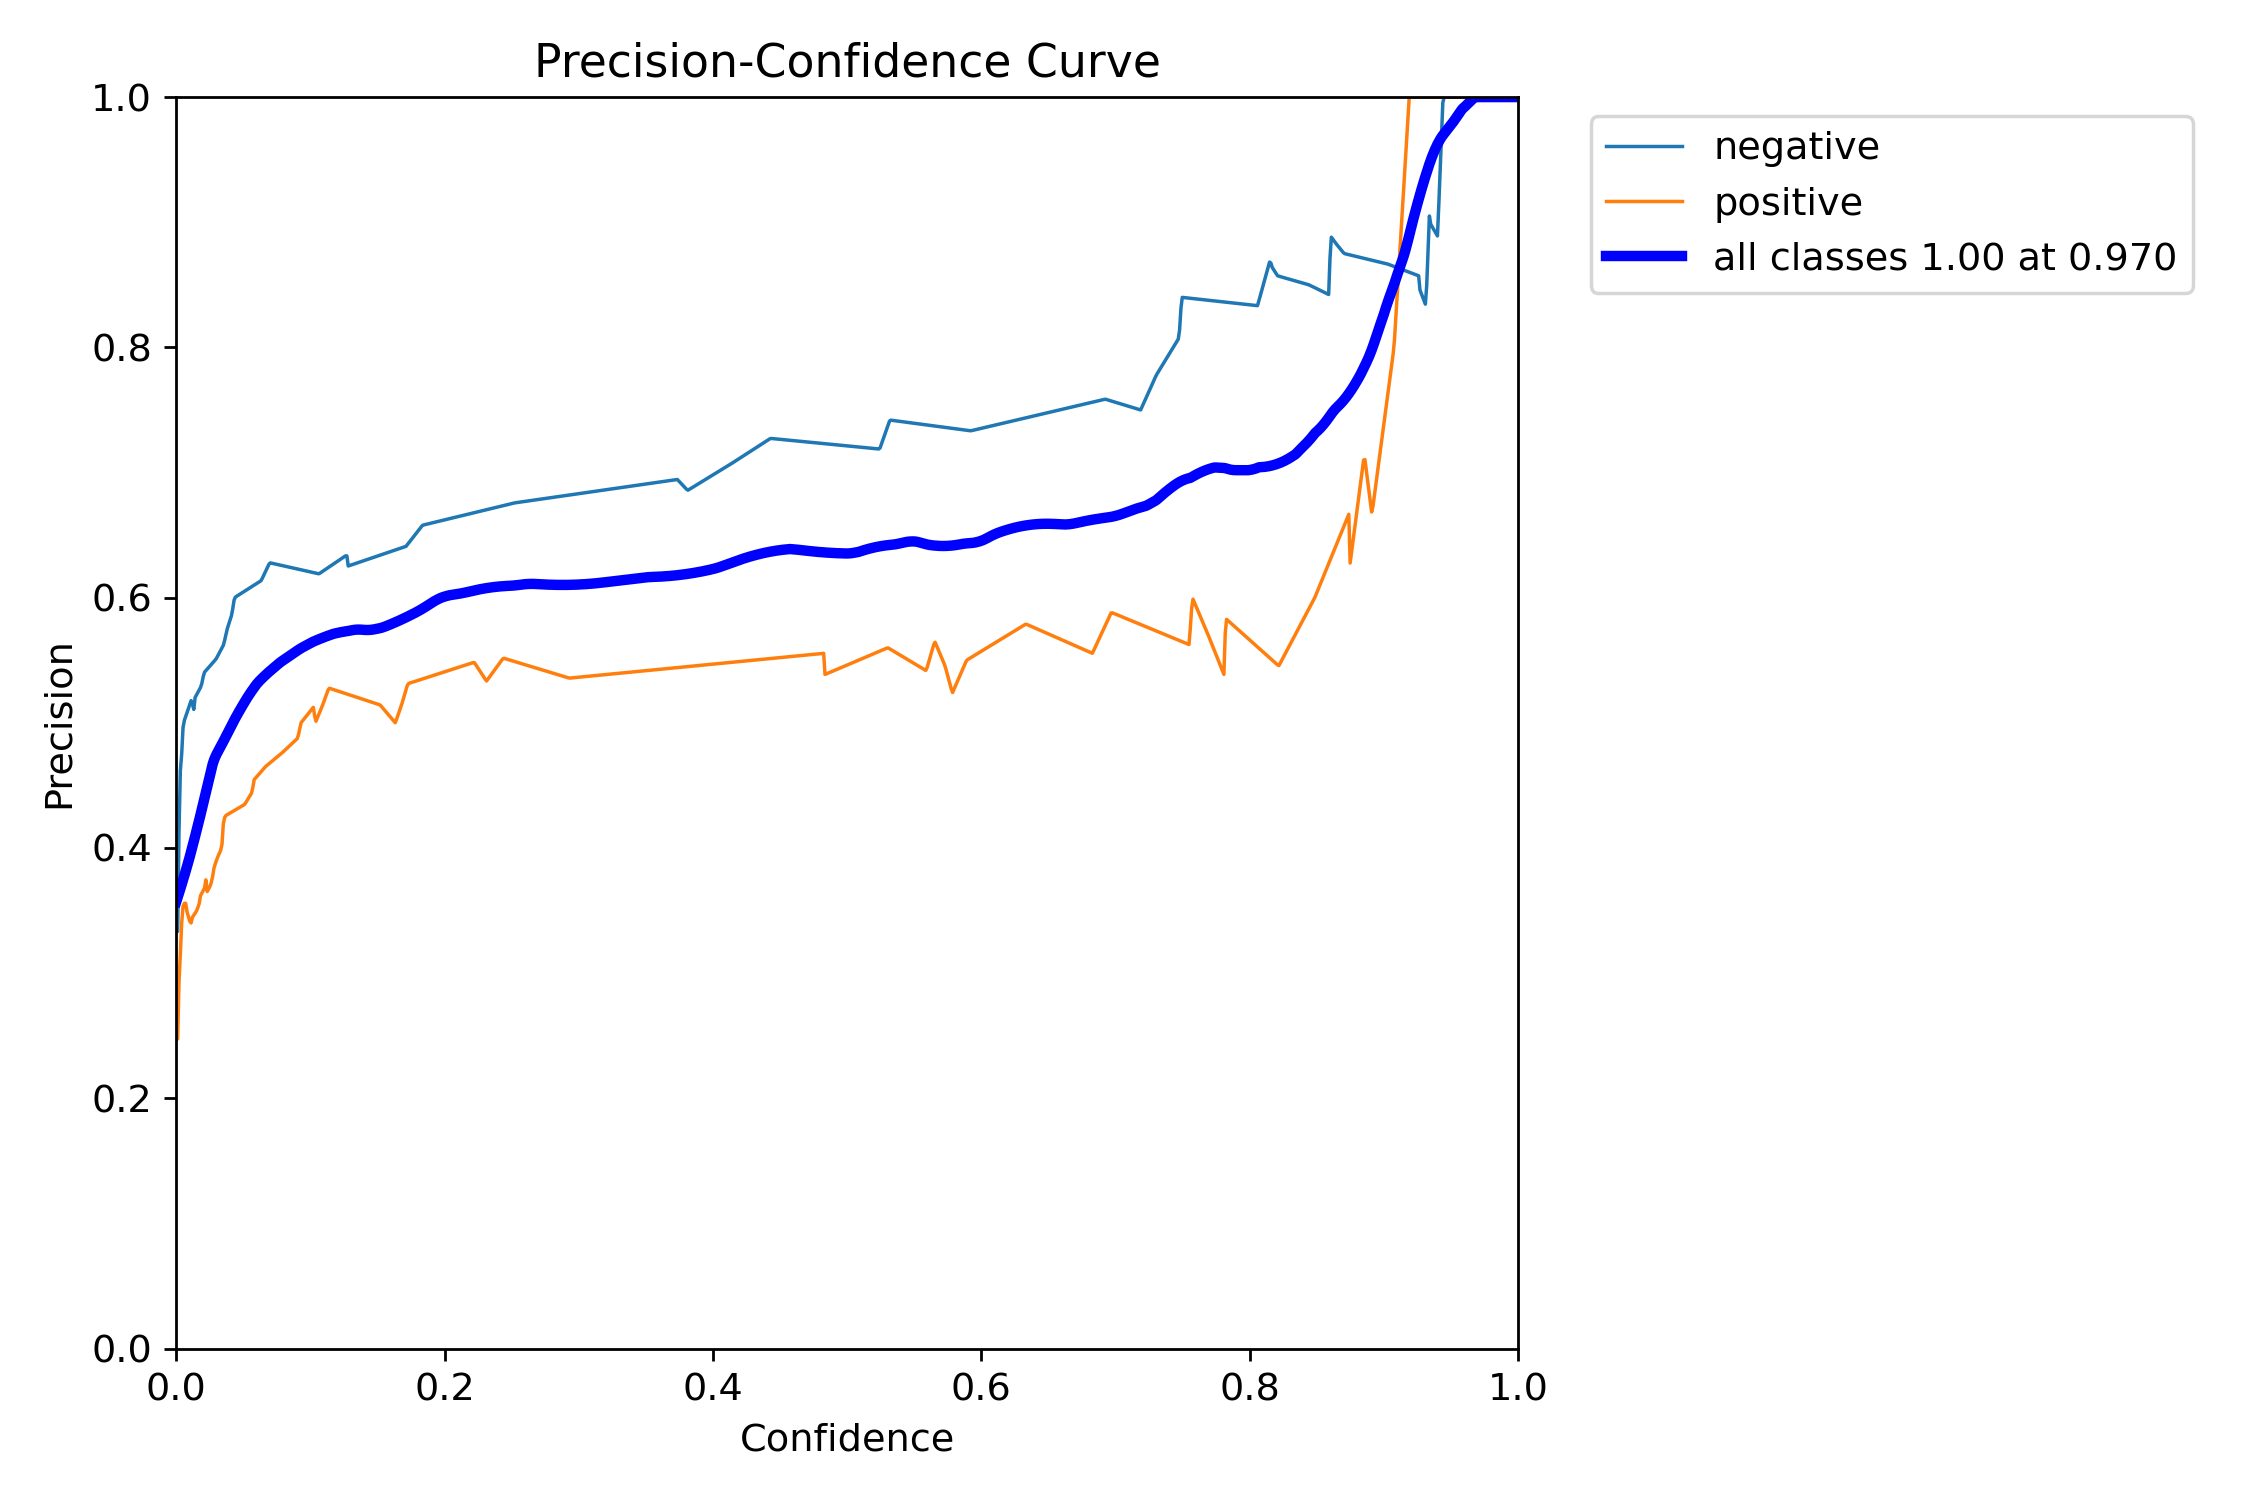 Precision-Confidence Curve
1.0
0.8
0.6
0.4
0.2
0.0
Precision
0.0 0.2 0.4 0.6 0.8 1.0
Confidence
negative
positive
all classes 1.00 at 0.970